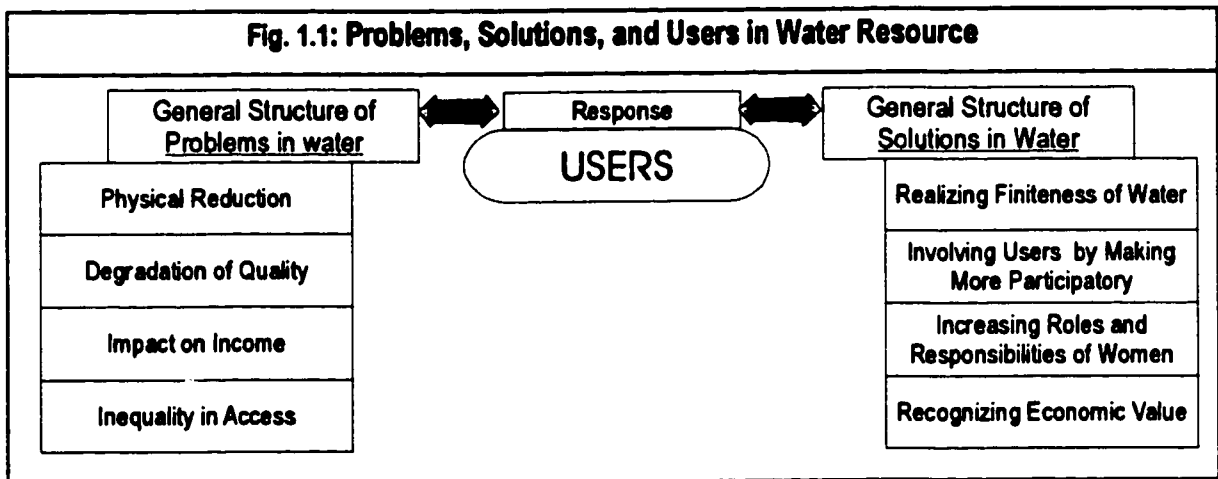 Fig. 1.1: Problems, Solutions, and Users in Water Resource
General Structure of
Problems in water
Physical Reduction
Degradation of Quality
Impact on Income
Inequality in Access
Response
USERS
General Structure of
Solutions in Water
Realizing Finiteness of Water
Involving Users by Making
More Participatory
Increasing Roles and
Responsibilities of Women
Recognizing Economic Value